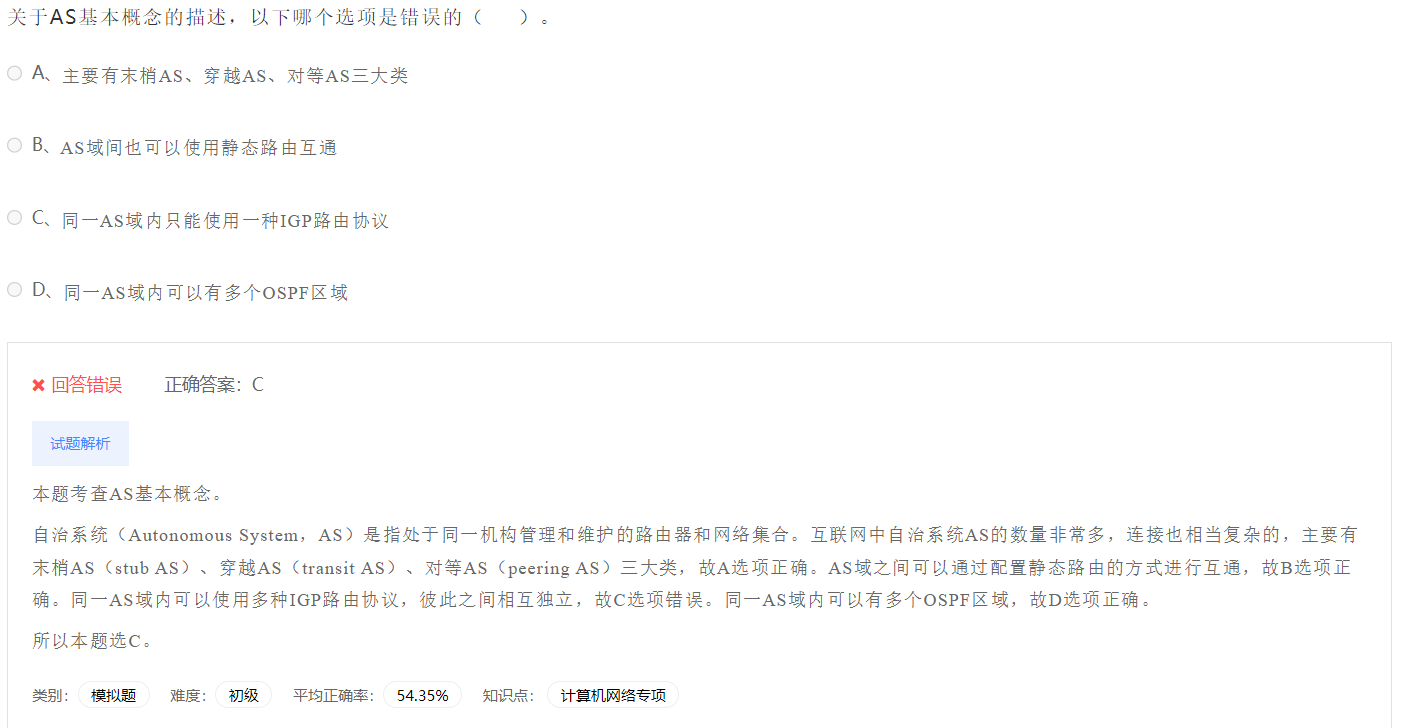 关于AS基本概念的描述，以下哪个选项是错误的（　　）。
A、主要有末梢AS、穿越AS、对等AS三大类
B、AS域间也可以使用静态路由互通
C、同一AS域内只能使用一种IGP路由协议
D、同一AS域内可以有多个OSPF区域
回答错误 正确答案：C
试题解析
本题考查AS基本概念。
自治系统（Autonomous System，AS）是指处于同一机构管理和维护的路由器和网络集合。互联网中自治系统AS的数量非常多，连接也相当复杂的，主要有
末梢AS（stub AS）、穿越AS（transit AS）、对等AS（peering AS）三大类，故A选项正确。AS域之间可以通过配置静态路由的方式进行互通，故B选项正
确。同一AS域内可以使用多种IGP路由协议，彼此之间相互独立，故C选项错误。同一AS域内可以有多个OSPF区域，故D选项正确。
所以本题选C。
类别： 模拟题 难度： 初级 平均正确率： 54.35% 知识点： 计算机网络专项